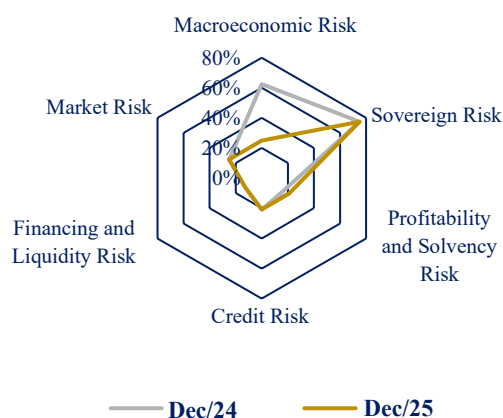 Macroeconomic Risk
80%
60%
40%
20%
0%
Market Risk
Sovereign Risk
Financing and
Liquidity Risk
Profitability
and Solvency
Risk
Credit Risk
Dec/24
Dec/25